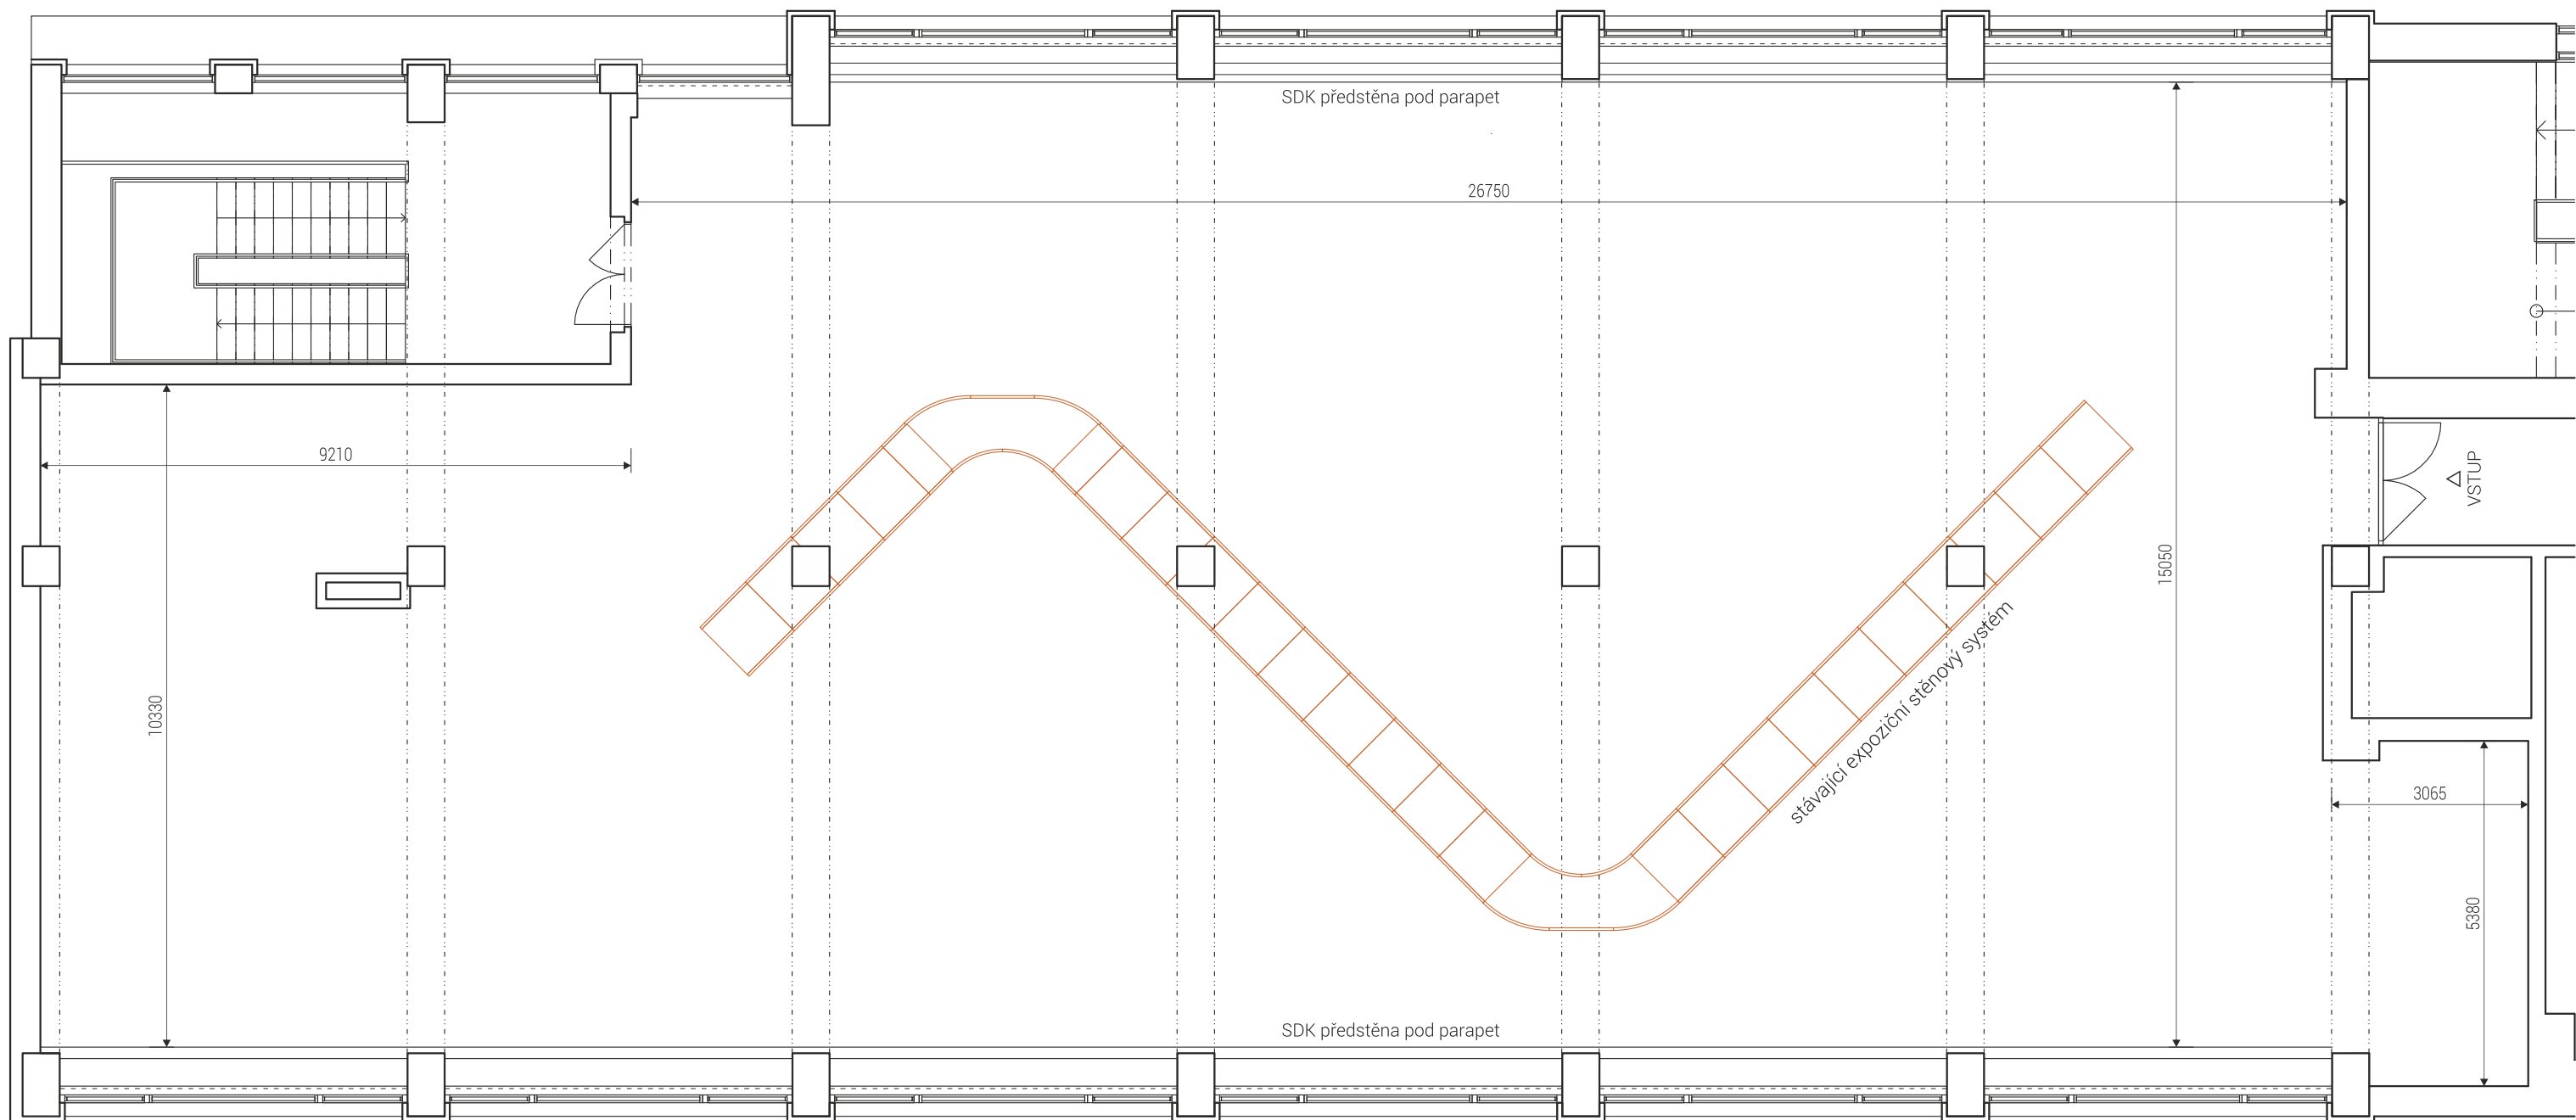 SDK předstěna pod parapet
26750
9210
VSTUP
15050
stávající expoziční stěnový systém
10330
3065
5380
SDK předstěna pod parapet